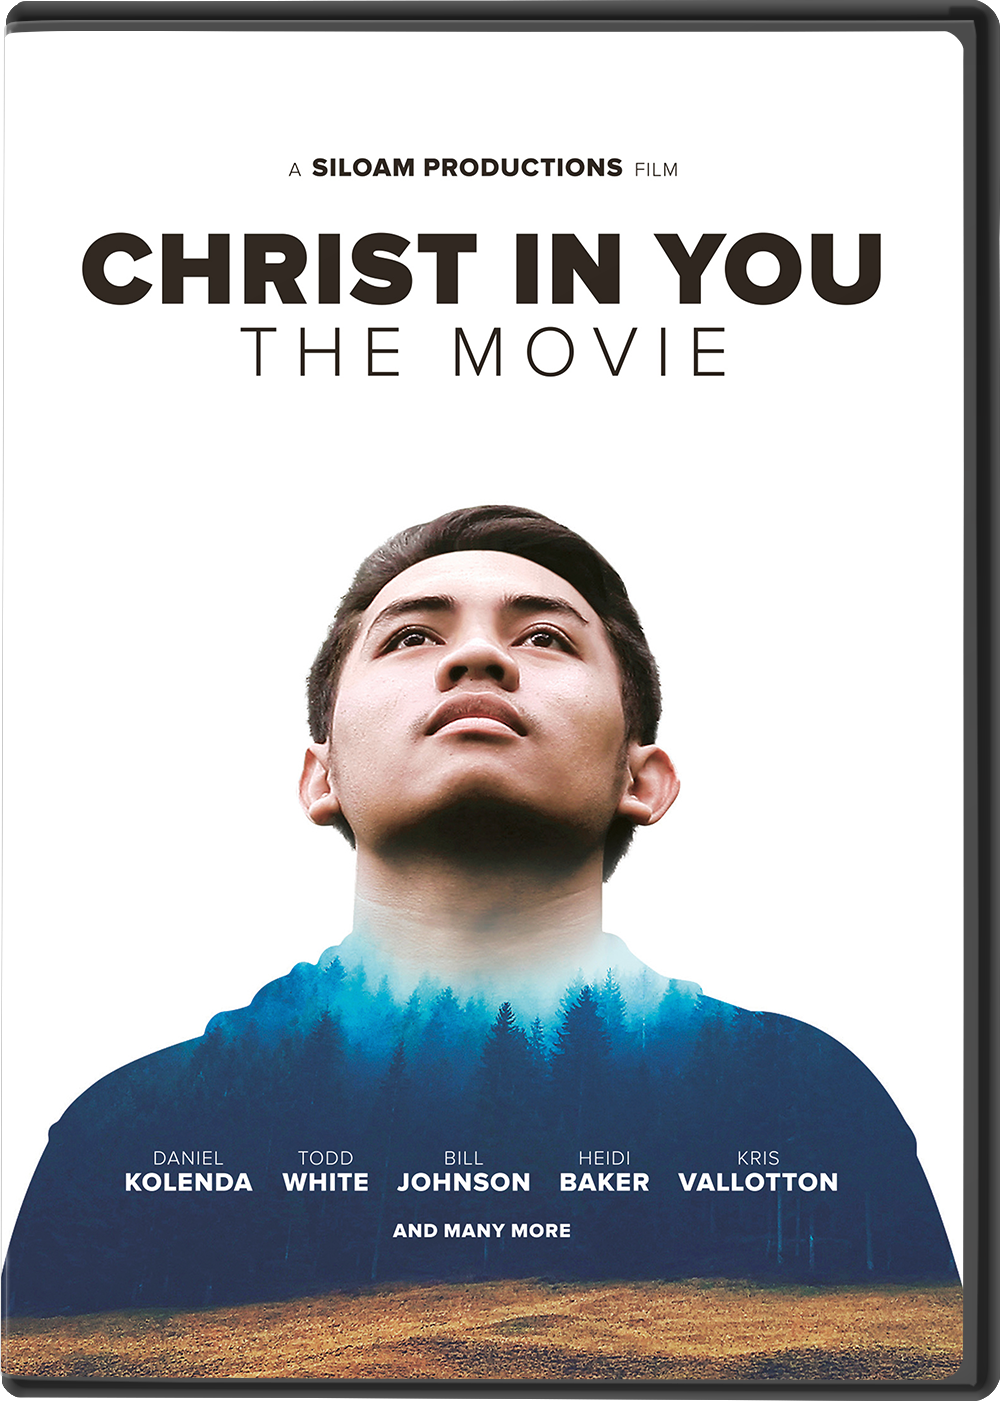 A SILOAM PRODUCTIONS FILM
CHRIST IN YOU
THE MOVIE
DANIEL KOLENDA TODD WHITE BILL JOHNSON HEIDI BAKER KRIS VALLOTTON
AND MANY MORE